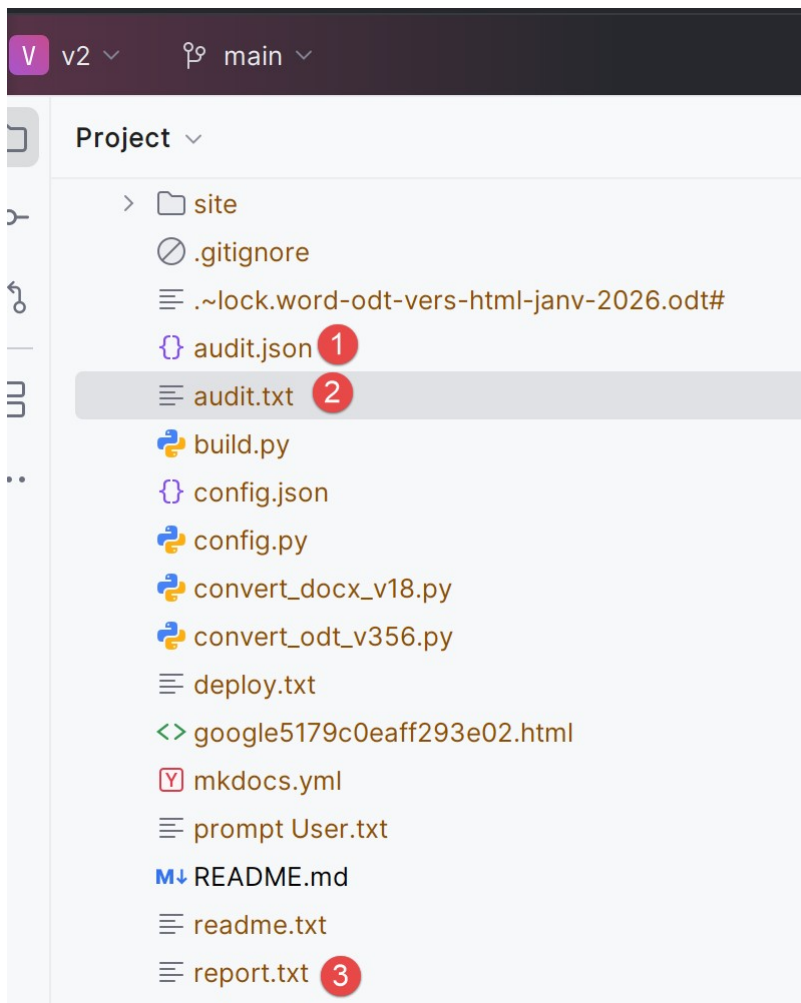 V v2 main
Project
site
.gitignore
.~lock.word-odt-vers-html-janv-2026.odt#
{} audit.json 1
audit.txt 2
build.py
{} config.json
config.py
convert_docx_v18.py
convert_odt_v356.py
deploy.txt
<> google5179c0eaff293e02.html
Y mkdocs.yml
prompt User.txt
M↓ README.md
readme.txt
report.txt 3